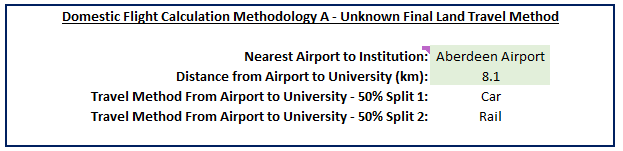 Domestic Flight Calculation Methodology A - Unknown Final Land Travel Method
Nearest Airport to Institution: Aberdeen Airport
Distance from Airport to University (km): 8.1
Travel Method From Airport to University - 50% Split 1: Car
Travel Method From Airport to University - 50% Split 2: Rail